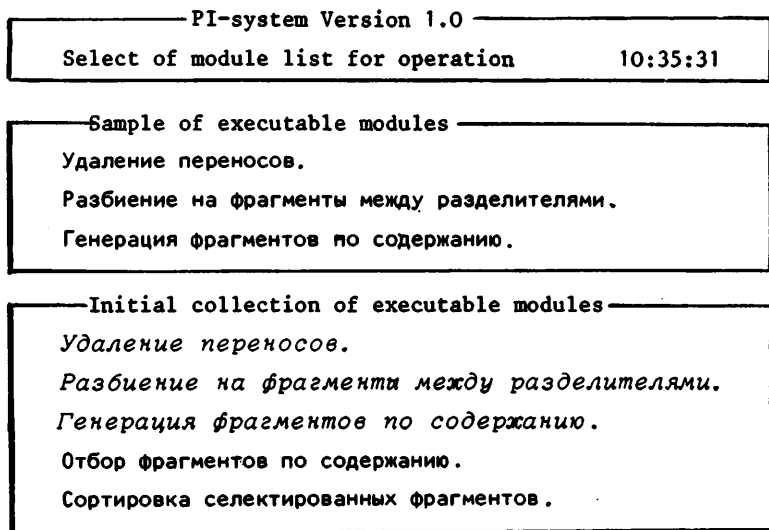 PI-system Version 1.0
Select of module list for operation 10:35:31
Sample of executable modules
Удаление переносов.
Разбиение на фрагменты между разделителями.
Генерация фрагментов по содержанию.
Initial collection of executable modules
Удаление переносов.
Разбиение на фрагменты между разделителями.
Генерация фрагментов по содержанию.
Отбор фрагментов по содержанию.
Сортировка селектированных фрагментов.